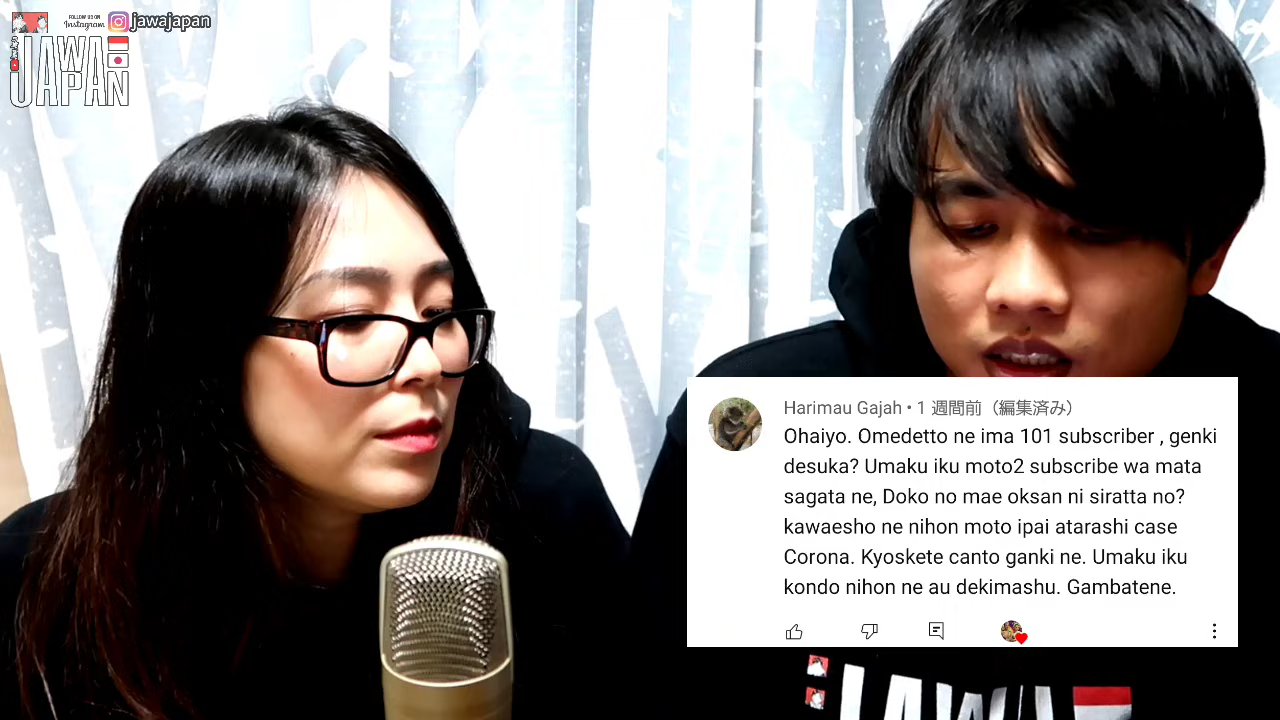 FOLLOW US ON
Instagram
jawajapan
JAWA
JAPAN
Harimau Gajah • 1 週間前（編集済み）
Ohaiyo. Omedetto ne ima 101 subscriber , genki
desuka? Umaku iku moto2 subscribe wa mata
sagata ne, Doko no mae oksan ni siratta no?
kawaesho ne nihon moto ipai atarashi case
Corona. Kyoskete canto ganki ne. Umaku iku
kondo nihon ne au dekimashu. Gambatene.
JAWA